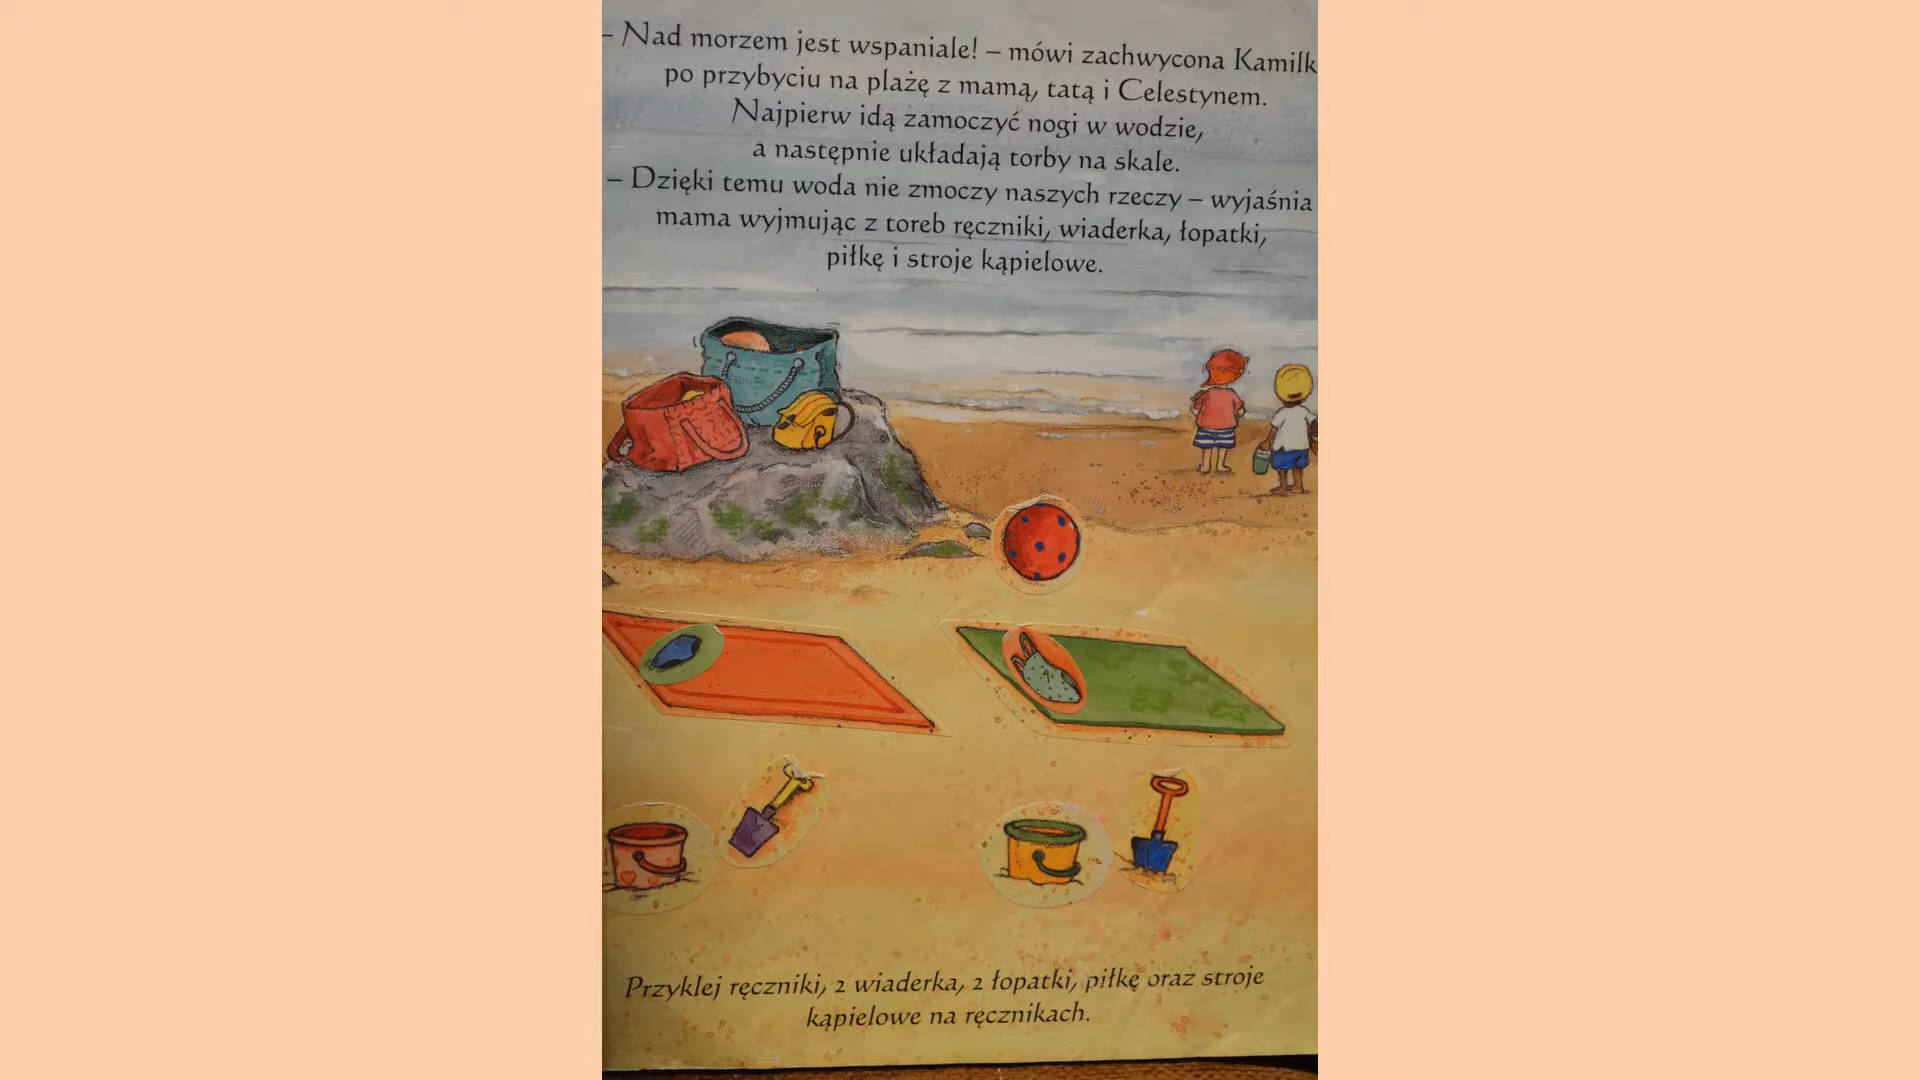 – Nad morzem jest wspaniale! – mówi zachwycona Kamilk
po przybyciu na plażę z mamą, tatą i Celestynem.
Najpierw idą zamoczyć nogi w wodzie,
a następnie układają torby na skale.
– Dzięki temu woda nie zmoczy naszych rzeczy – wyjaśnia
mama wyjmując z toreb ręczniki, wiaderka, łopatki,
piłkę i stroje kąpielowe.
Przyklej ręczniki, 2 wiaderka, 2 łopatki, piłkę oraz stroje
kąpielowe na ręcznikach.